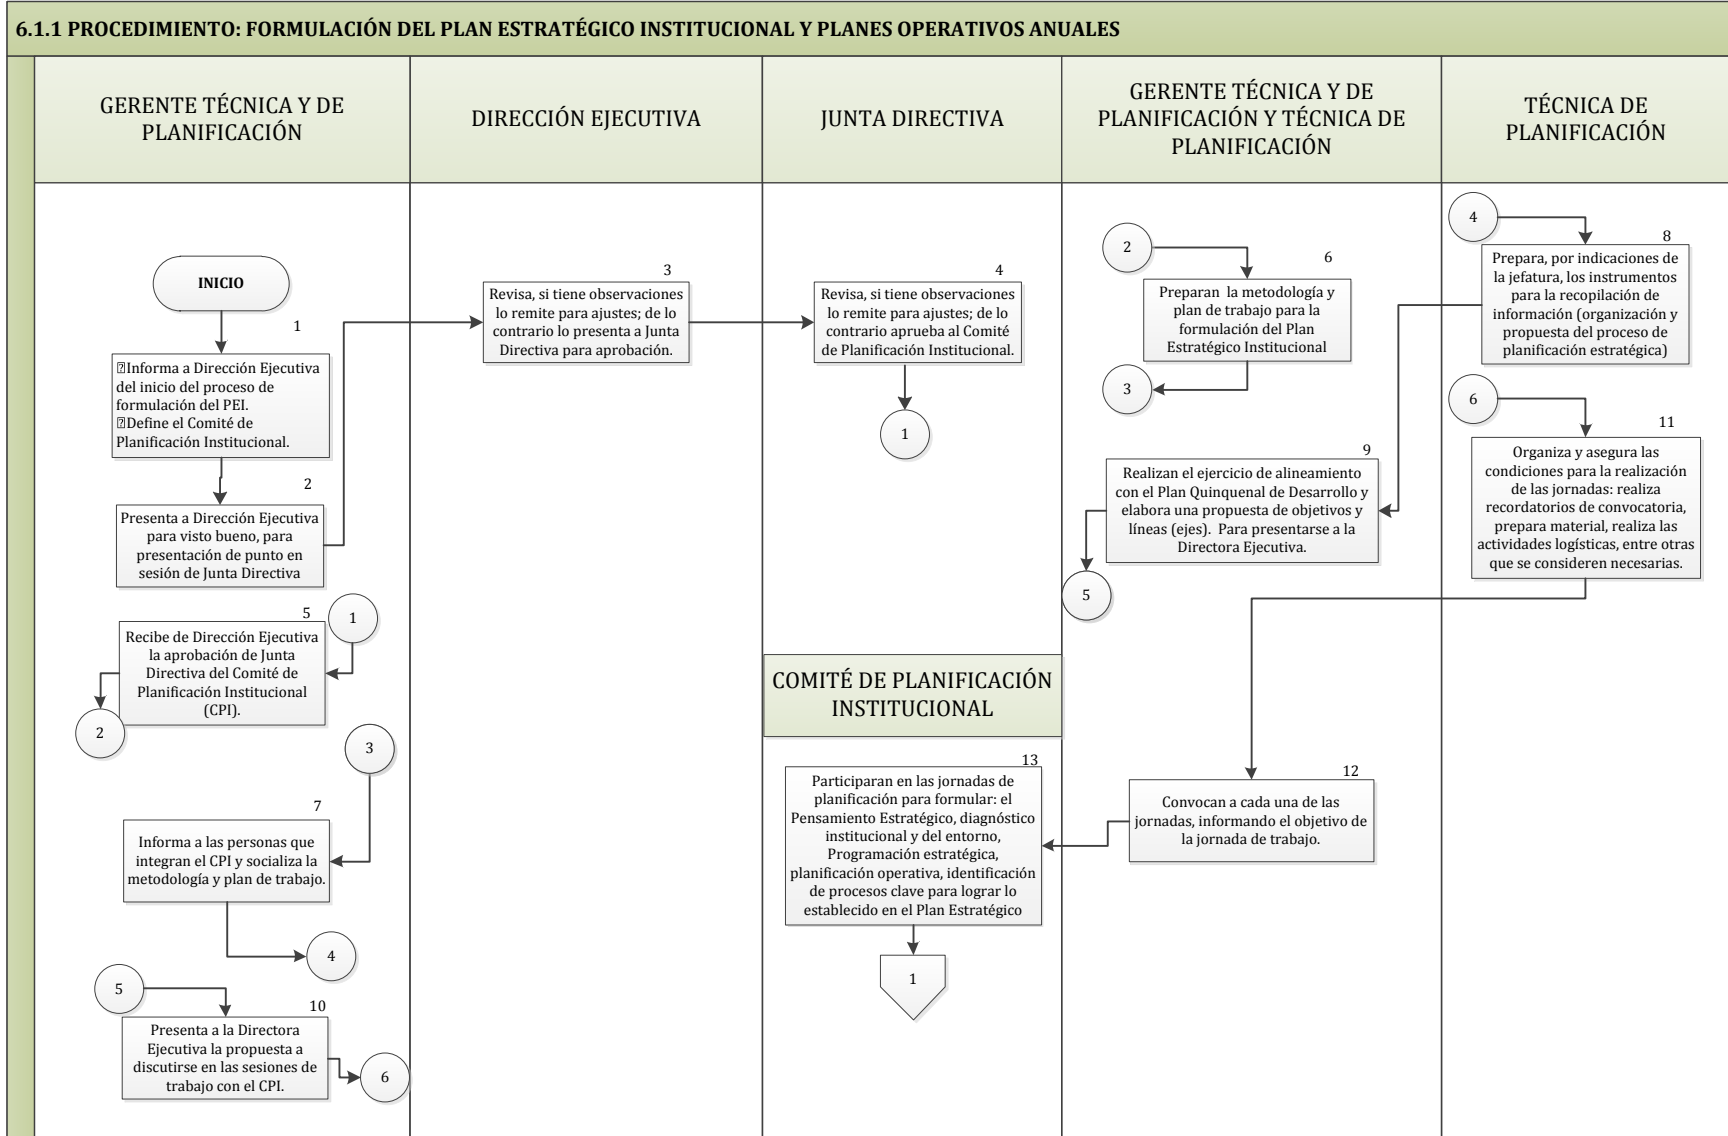 6.1.1 PROCEDIMIENTO: FORMULACIÓN DEL PLAN ESTRATÉGICO INSTITUCIONAL Y PLANES OPERATIVOS ANUALES
GERENTE TÉCNICA Y DE
PLANIFICACIÓN
DIRECCIÓN EJECUTIVA
JUNTA DIRECTIVA
GERENTE TÉCNICA Y DE
PLANIFICACIÓN Y TÉCNICA DE
PLANIFICACIÓN
TÉCNICA DE
PLANIFICACIÓN
INICIO
1
Informa a Dirección Ejecutiva
del inicio del proceso de
formulación del PEI.
Define el Comité de
Planificación Institucional.
2
Presenta a Dirección Ejecutiva
para visto bueno, para
presentación de punto en
sesión de Junta Directiva
3
Revisa, si tiene observaciones
lo remite para ajustes; de lo
contrario lo presenta a Junta
Directiva para aprobación.
4
Revisa, si tiene observaciones
lo remite para ajustes; de lo
contrario aprueba al Comité
de Planificación Institucional.
1
5
1
Recibe de Dirección Ejecutiva
la aprobación de Junta
Directiva del Comité de
Planificación Institucional
(CPI).
2
2
6
Preparan la metodología y
plan de trabajo para la
formulación del Plan
Estratégico Institucional
3
3
7
Informa a las personas que
integran el CPI y socializa la
metodología y plan de trabajo.
4
4
8
Prepara, por indicaciones de
la jefatura, los instrumentos
para la recopilación de
información (organización y
propuesta del proceso de
planificación estratégica)
9
Realizan el ejercicio de alineamiento
con el Plan Quinquenal de Desarrollo y
elabora una propuesta de objetivos y
líneas (ejes). Para presentarse a la
Directora Ejecutiva.
5
5
10
Presenta a la Directora
Ejecutiva la propuesta a
discutirse en las sesiones de
trabajo con el CPI.
6
6
11
Organiza y asegura las
condiciones para la realización
de las jornadas: realiza
recordatorios de convocatoria,
prepara material, realiza las
actividades logísticas, entre otras
que se consideren necesarias.
12
Convocan a cada una de las
jornadas, informando el objetivo de
la jornada de trabajo.
COMITÉ DE PLANIFICACIÓN
INSTITUCIONAL
13
Participaran en las jornadas de
planificación para formular: el
Pensamiento Estratégico, diagnóstico
institucional y del entorno,
Programación estratégica,
planificación operativa, identificación
de procesos clave para lograr lo
establecido en el Plan Estratégico
1